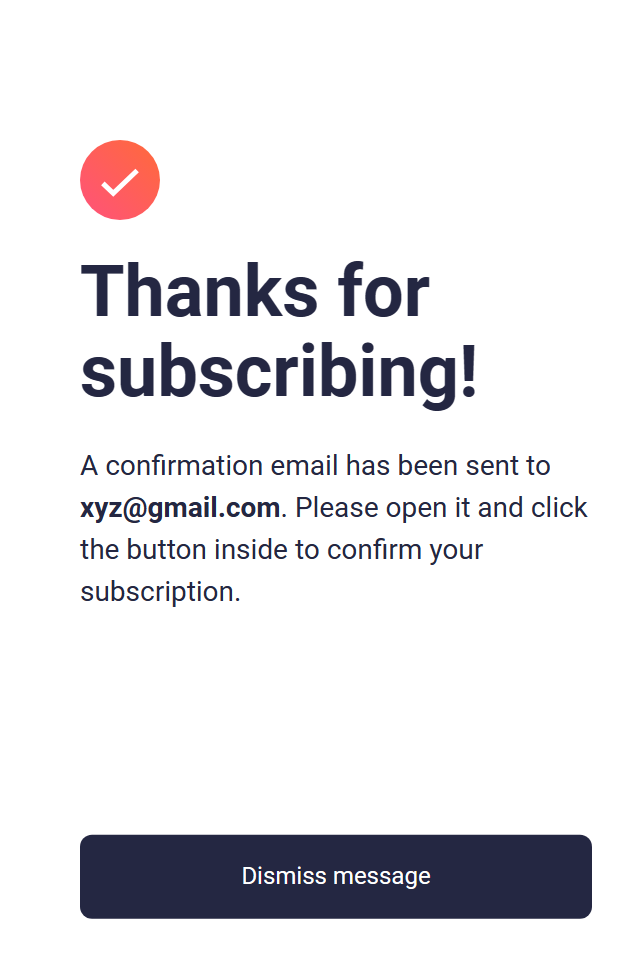 Thanks for
subscribing!
A confirmation email has been sent to
xyz@gmail.com. Please open it and click
the button inside to confirm your
subscription.
Dismiss message